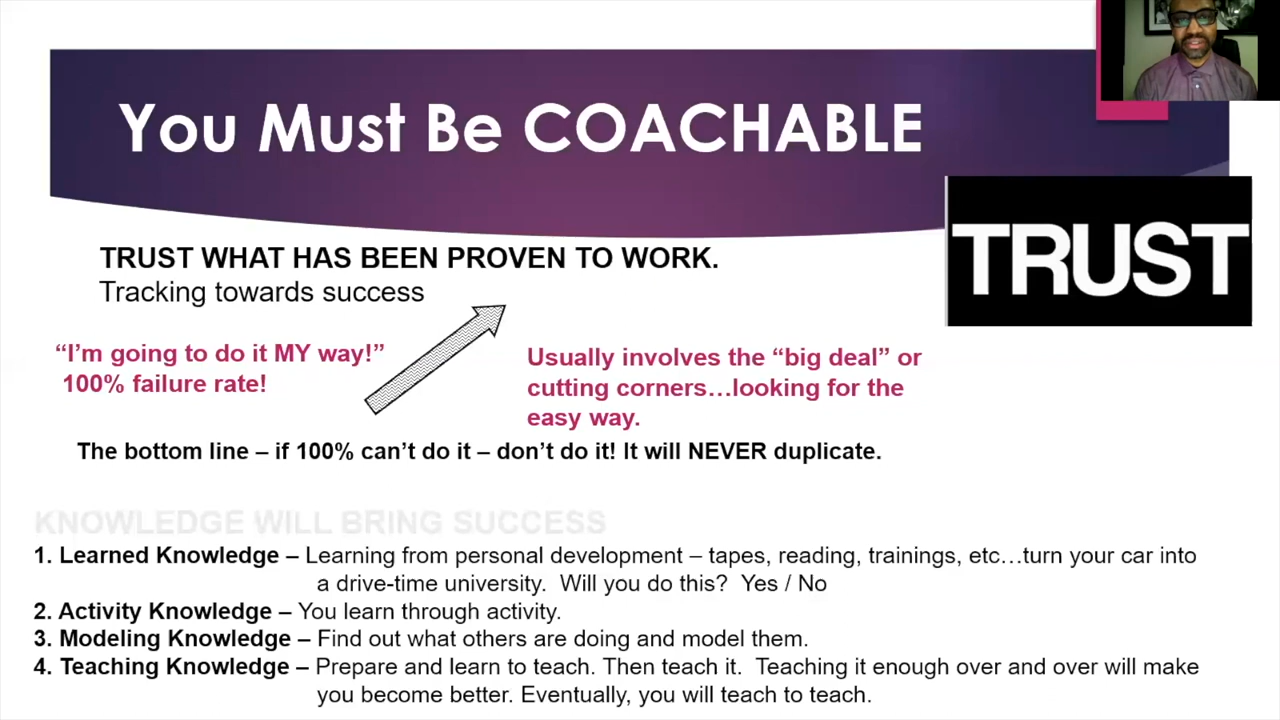 You Must Be COACHABLE
TRUST
TRUST WHAT HAS BEEN PROVEN TO WORK.
Tracking towards success
“I’m going to do it MY way!”
100% failure rate!
Usually involves the “big deal” or
cutting corners…looking for the
easy way.
The bottom line – if 100% can’t do it – don’t do it! It will NEVER duplicate.
KNOWLEDGE WILL BRING SUCCESS
1. Learned Knowledge – Learning from personal development – tapes, reading, trainings, etc…turn your car into
a drive-time university. Will you do this? Yes / No
2. Activity Knowledge – You learn through activity.
3. Modeling Knowledge – Find out what others are doing and model them.
4. Teaching Knowledge – Prepare and learn to teach. Then teach it. Teaching it enough over and over will make
you become better. Eventually, you will teach to teach.